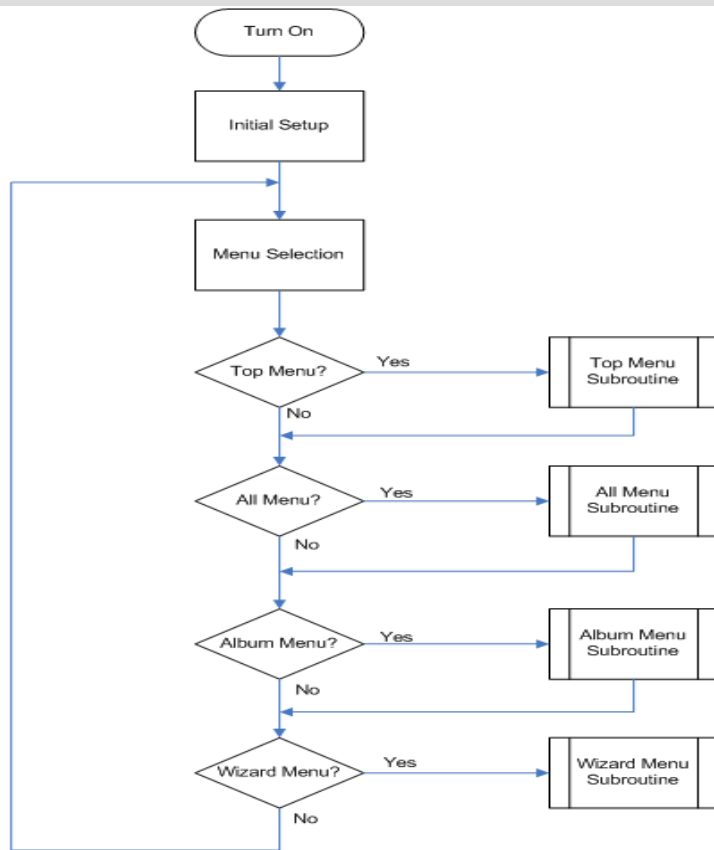 Turn On
Initial Setup
Menu Selection
Top Menu?
Yes
Top Menu
Subroutine
No
All Menu?
Yes
All Menu
Subroutine
No
Album Menu?
Yes
Album Menu
Subroutine
No
Wizard Menu?
Yes
Wizard Menu
Subroutine
No